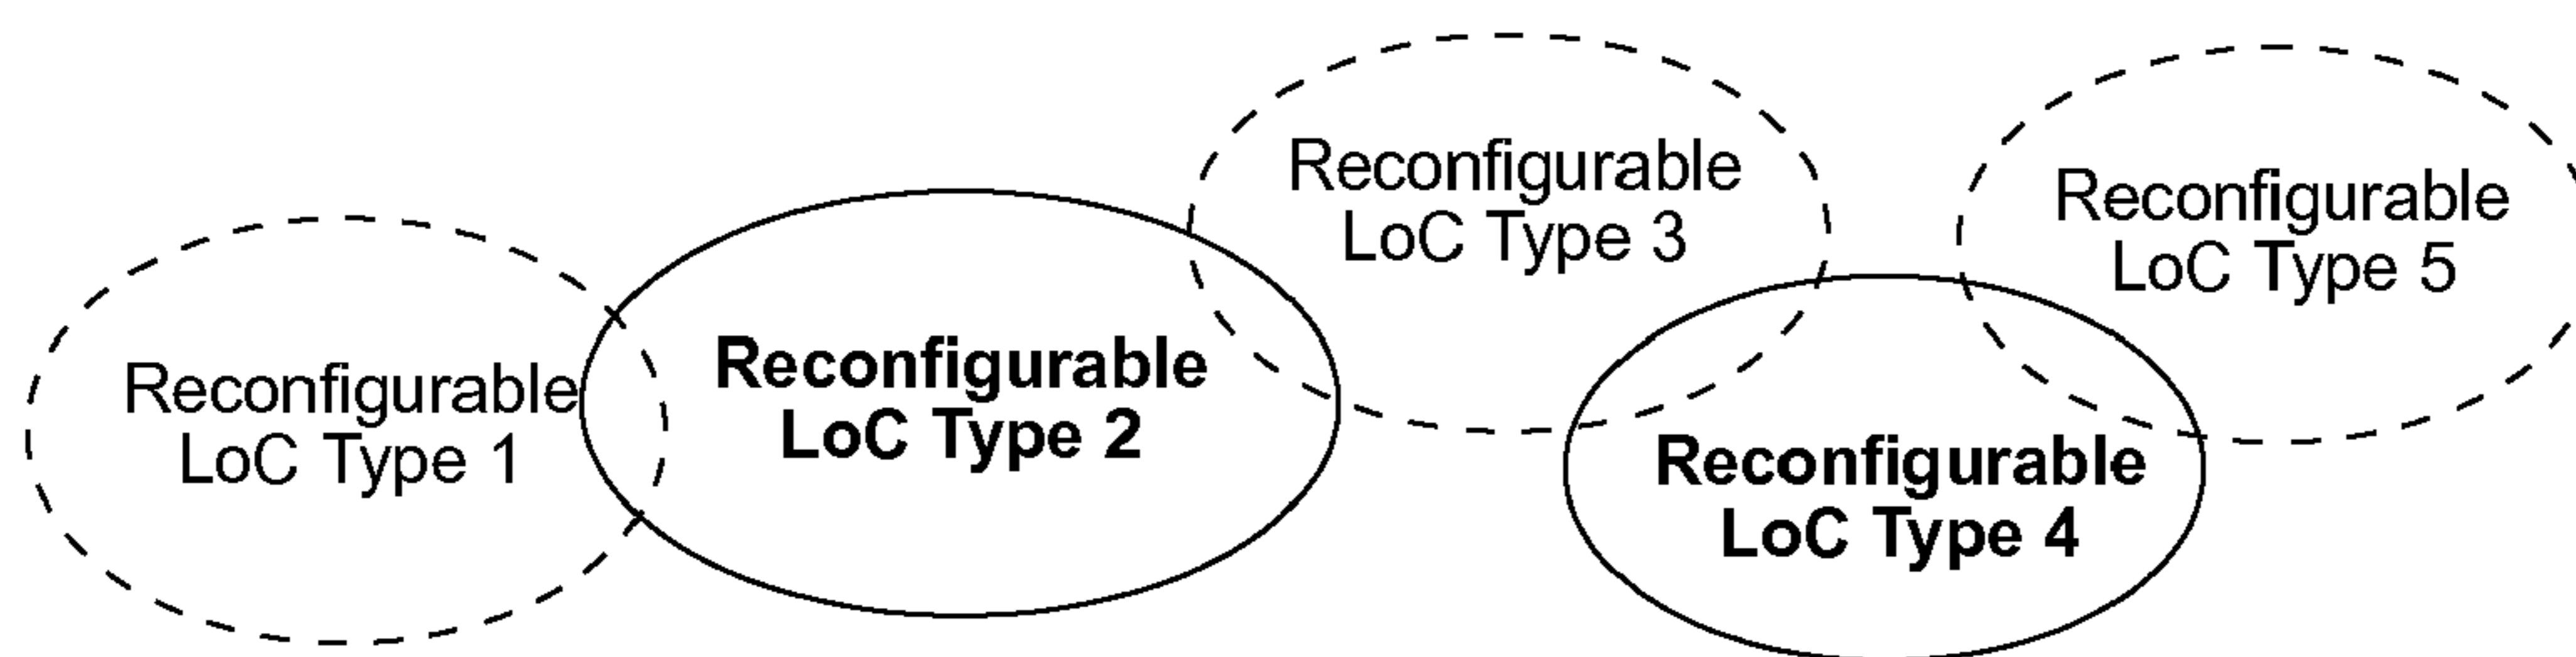 Reconfigurable
LoC Type 1
Reconfigurable
LoC Type 2
Reconfigurable
LoC Type 3
Reconfigurable
LoC Type 4
Reconfigurable
LoC Type 5